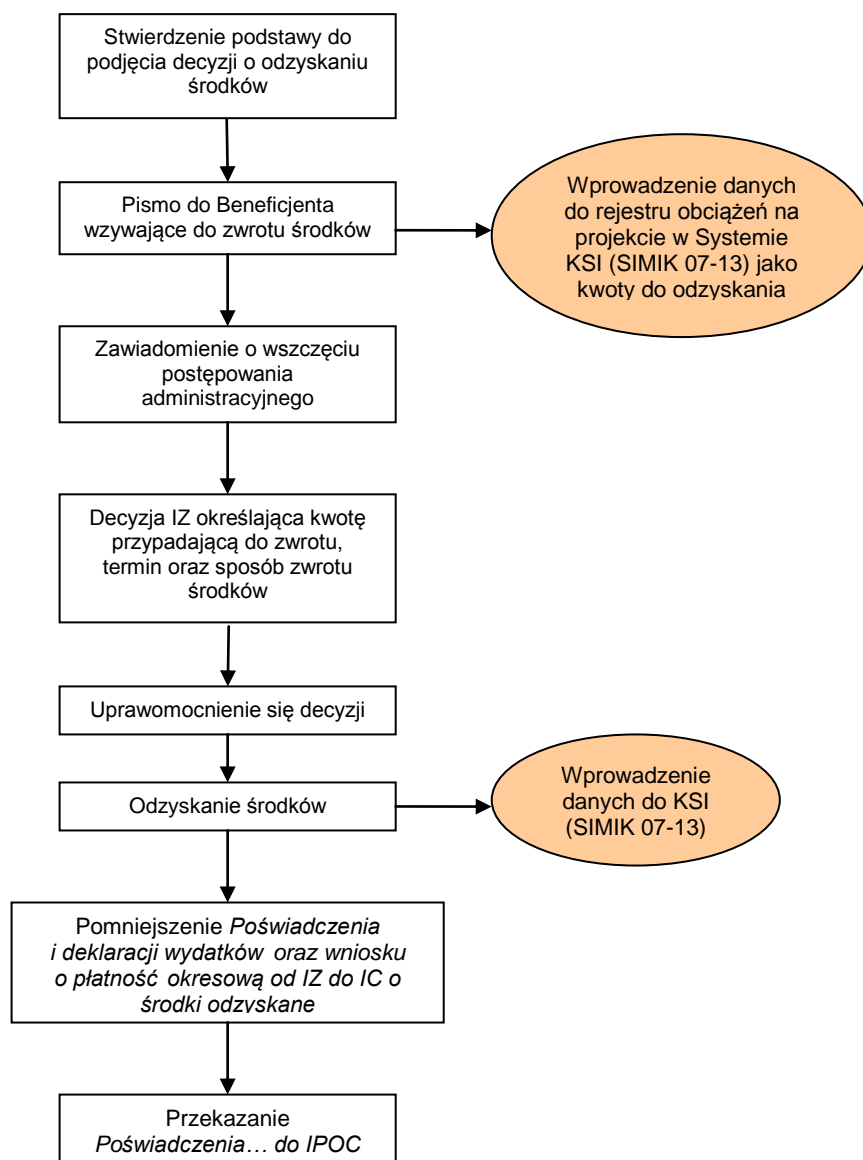 Stwierdzenie podstawy do
podjęcia decyzji o odzyskaniu
środków
Pismo do Beneficjenta
wzywające do zwrotu środków
Wprowadzenie danych
do rejestru obciążeń na
projekcie w Systemie
KSI (SIMIK 07-13) jako
kwoty do odzyskania
Zawiadomienie o wszczęciu
postępowania
administracyjnego
Decyzja IZ określająca kwotę
przypadającą do zwrotu,
termin oraz sposób zwrotu
środków
Uprawomocnienie się decyzji
Odzyskanie środków
Wprowadzenie
danych do KSI
(SIMIK 07-13)
Pomniejszenie Poświadczenia
i deklaracji wydatków oraz wniosku
o płatność okresową od IZ do IC o
środki odzyskane
Przekazanie
Poświadczenia... do IPOC